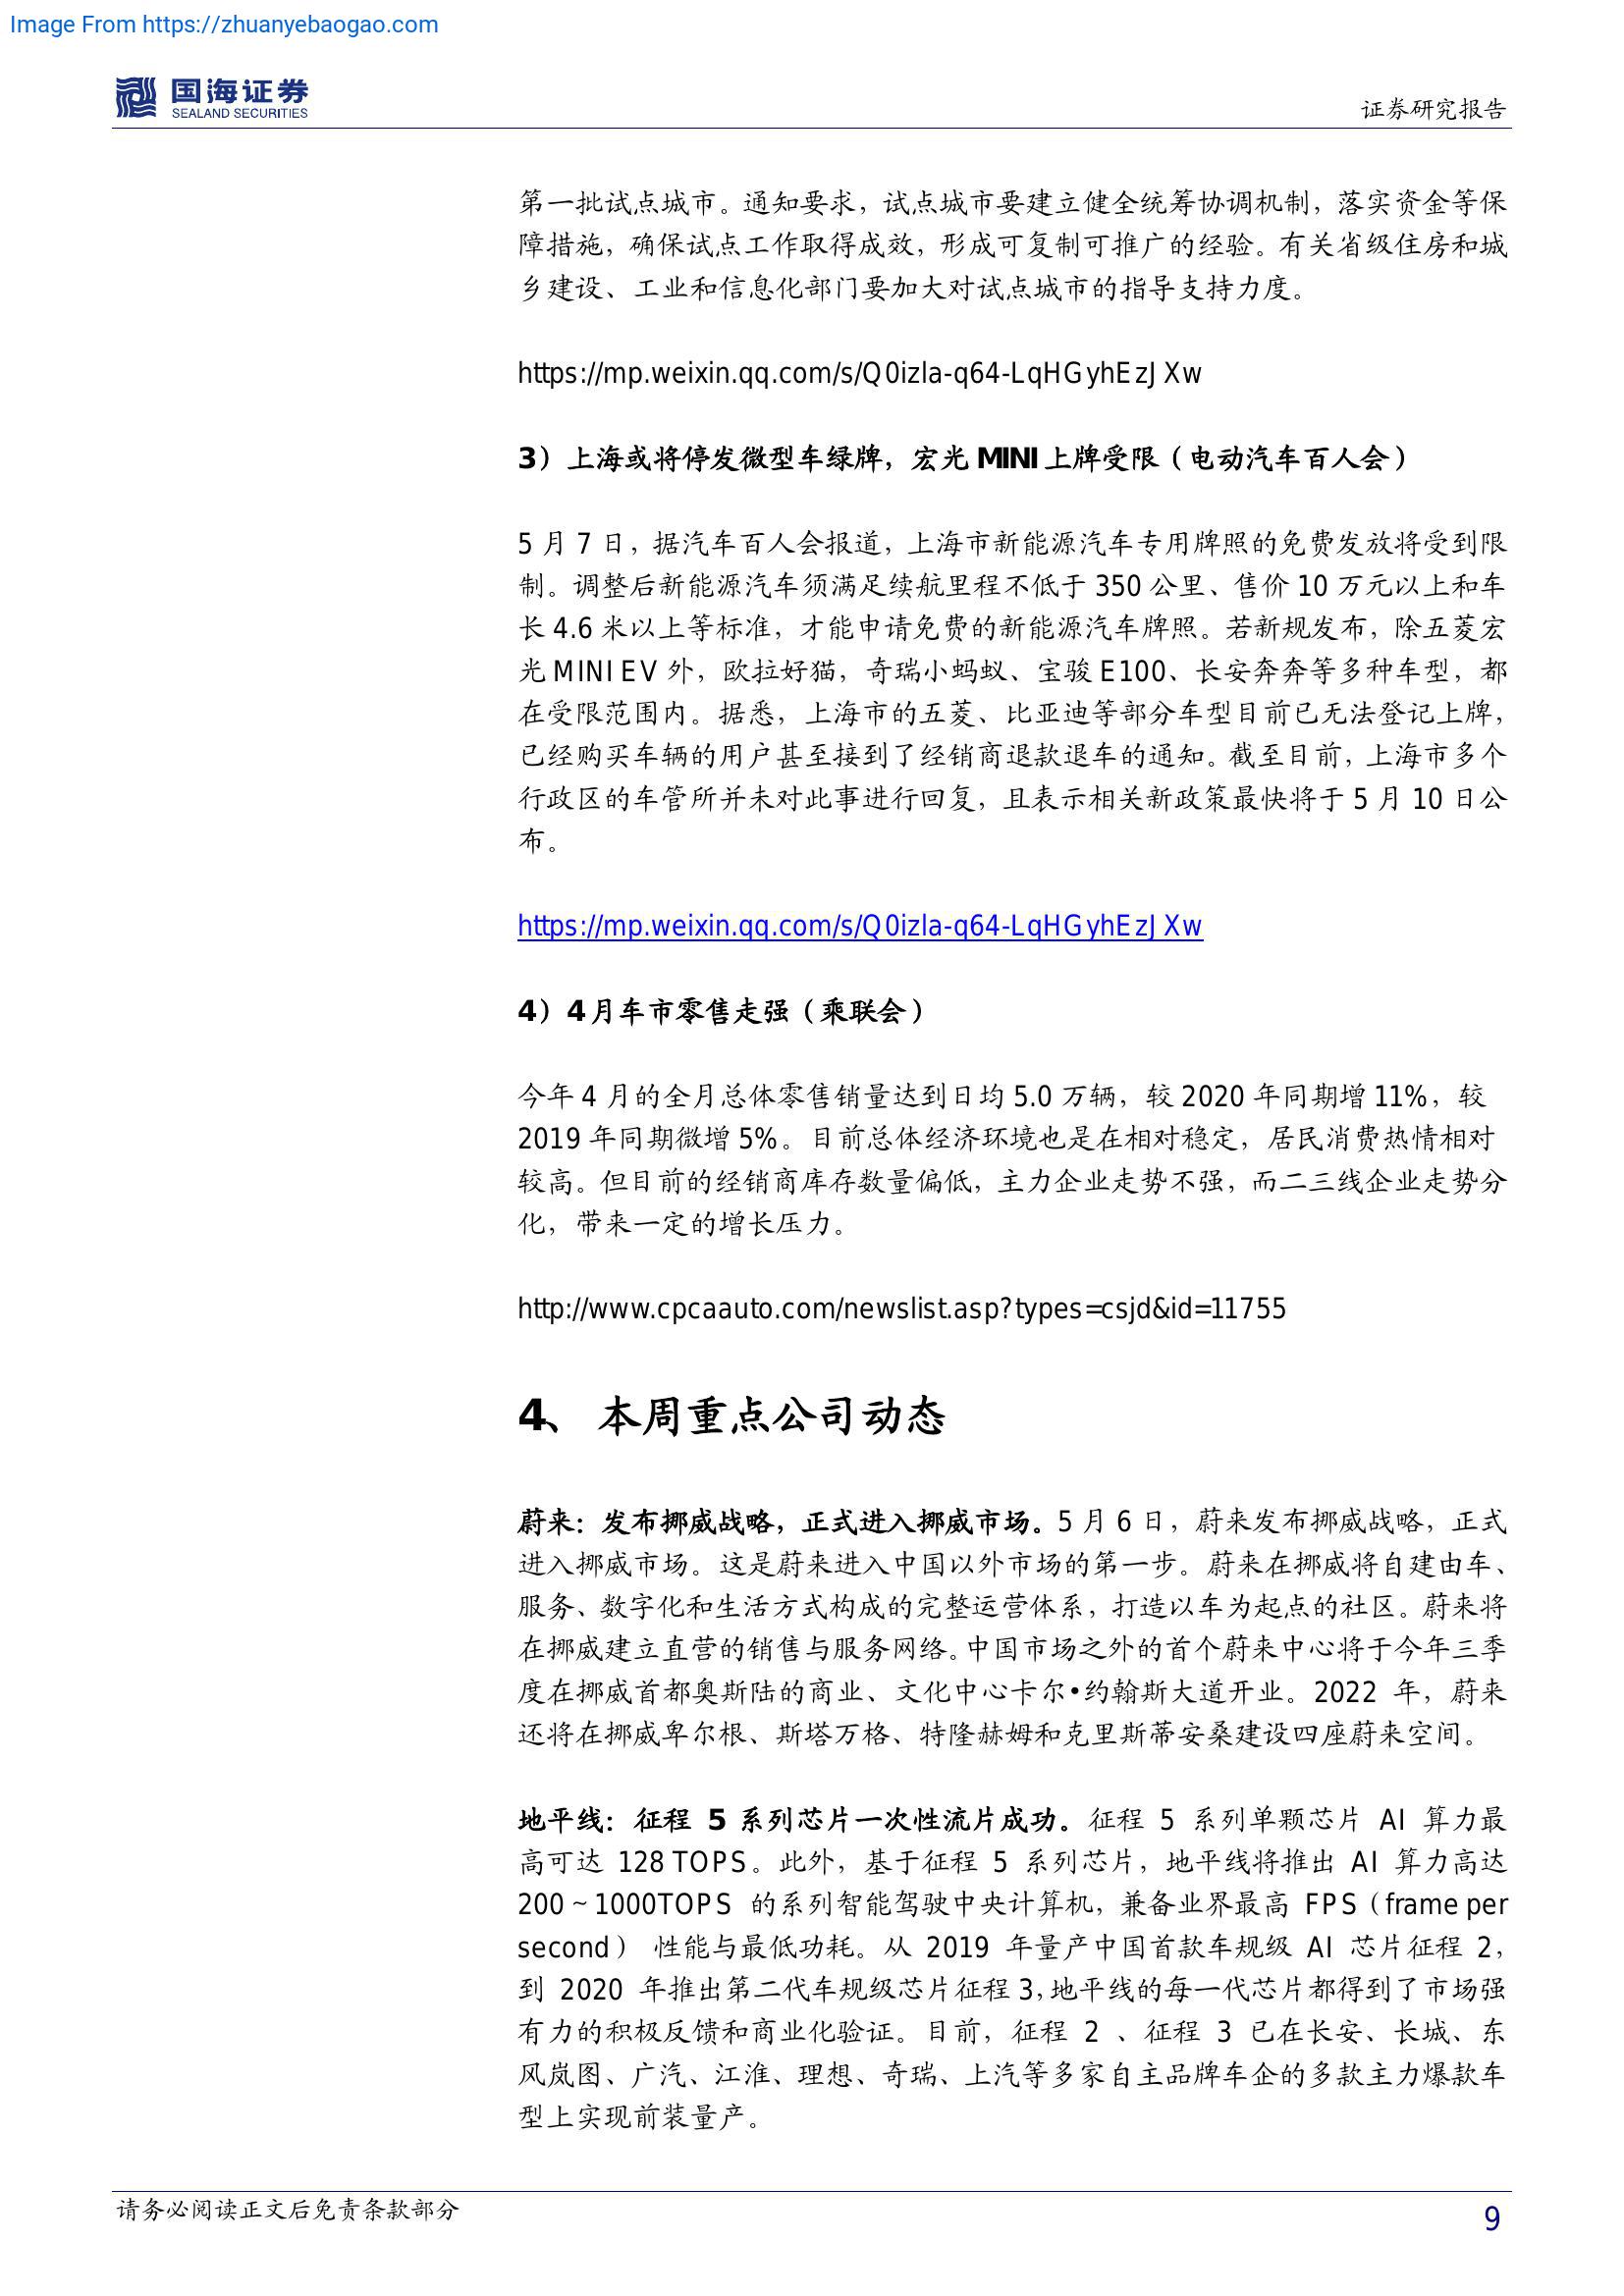 Image From https://zhuanyebaogao.com
国海证券
SEALAND SECURITIES
证券研究报告
第一批试点城市。通知要求，试点城市要建立健全统筹协调机制，落实资金等保
障措施，确保试点工作取得成效，形成可复制可推广的经验。有关省级住房和城
乡建设、工业和信息化部门要加大对试点城市的指导支持力度。
https://mp.weixin.qq.com/s/Q0izla-q64-LqHGyhEzJXw
3）上海或将停发微型车绿牌，宏光 MINI 上牌受限（电动汽车百人会）
5 月 7 日，据汽车百人会报道，上海市新能源汽车专用牌照的免费发放将受到限
制。调整后新能源汽车须满足续航里程不低于 350 公里、售价 10 万元以上和车
长 4.6 米以上等标准，才能申请免费的新能源汽车牌照。若新规发布，除五菱宏
光 MINI EV 外，欧拉好猫，奇瑞小蚂蚁、宝骏 E100、长安奔奔等多种车型，都
在受限范围内。据悉，上海市的五菱、比亚迪等部分车型目前已无法登记上牌，
已经购买车辆的用户甚至接到了经销商退款退车的通知。截至目前，上海市多个
行政区的车管所并未对此事进行回复，且表示相关新政策最快将于 5 月 10 日公
布。
https://mp.weixin.qq.com/s/Q0izla-q64-LqHGyhEzJXw
4）4 月车市零售走强（乘联会）
今年 4 月的全月总体零售销量达到日均 5.0 万辆，较 2020 年同期增 11%，较
2019 年同期微增 5%。目前总体经济环境也是在相对稳定，居民消费热情相对
较高。但目前的经销商库存数量偏低，主力企业走势不强，而二三线企业走势分
化，带来一定的增长压力。
http://www.cpcaauto.com/newslist.asp?types=csjd&id=11755
4、 本周重点公司动态
蔚来：发布挪威战略，正式进入挪威市场。5 月 6 日，蔚来发布挪威战略，正式
进入挪威市场。这是蔚来进入中国以外市场的第一步。蔚来在挪威将自建由车、
服务、数字化和生活方式构成的完整运营体系，打造以车为起点的社区。蔚来将
在挪威建立直营的销售与服务网络。中国市场之外的首个蔚来中心将于今年三季
度在挪威首都奥斯陆的商业、文化中心卡尔•约翰斯大道开业。2022 年，蔚来
还将在挪威卑尔根、斯塔万格、特隆赫姆和克里斯蒂安桑建设四座蔚来空间。
地平线：征程 5 系列芯片一次性流片成功。征程 5 系列单颗芯片 AI 算力最
高可达 128 TOPS。此外，基于征程 5 系列芯片，地平线将推出 AI 算力高达
200～1000TOPS 的系列智能驾驶中央计算机，兼备业界最高 FPS（frame per
second） 性能与最低功耗。从 2019 年量产中国首款车规级 AI 芯片征程 2，
到 2020 年推出第二代车规级芯片征程 3，地平线的每一代芯片都得到了市场强
有力的积极反馈和商业化验证。目前，征程 2 、征程 3 已在长安、长城、东
风岚图、广汽、江淮、理想、奇瑞、上汽等多家自主品牌车企的多款主力爆款车
型上实现前装量产。
请务必阅读正文后免责条款部分
9